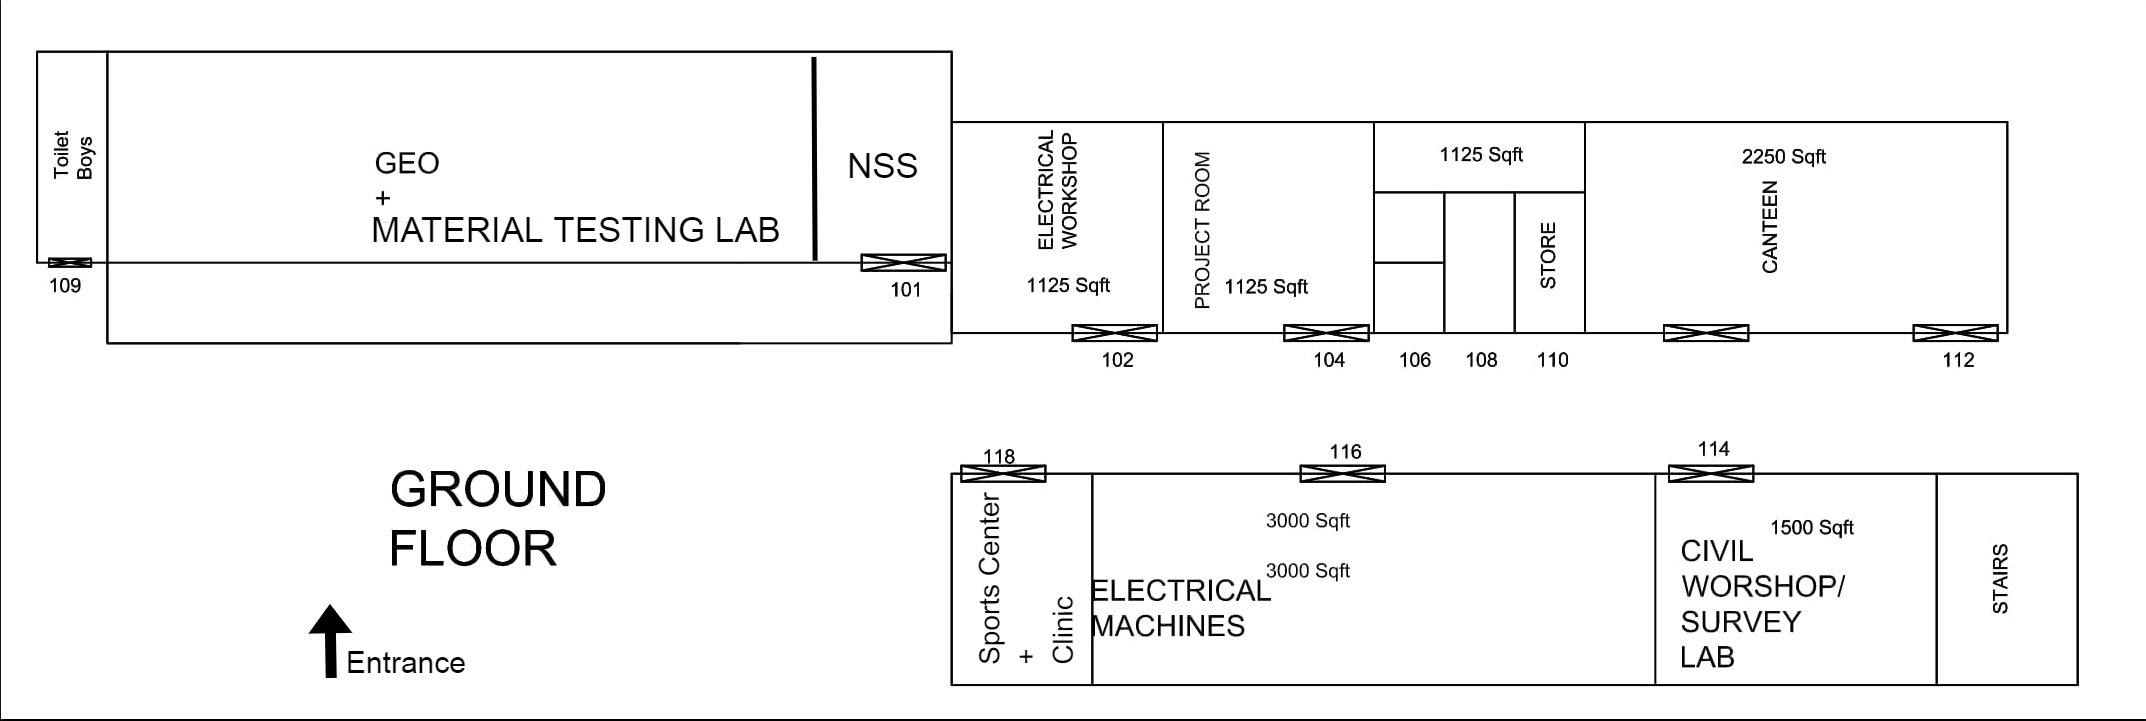 Toilet
Boys
109
GEO
+
MATERIAL TESTING LAB
NSS
101
ELECTRICAL
WORKSHOP
1125 Sqft
102
PROJECT ROOM
1125 Sqft
104
1125 Sqft
106
108
STORE
110
2250 Sqft
CANTEEN
112
GROUND
FLOOR
Entrance
118
Sports Center
+
Clinic
116
3000 Sqft
3000 Sqft
ELECTRICAL
MACHINES
114
1500 Sqft
CIVIL
WORSHOP/
SURVEY
LAB
STAIRS